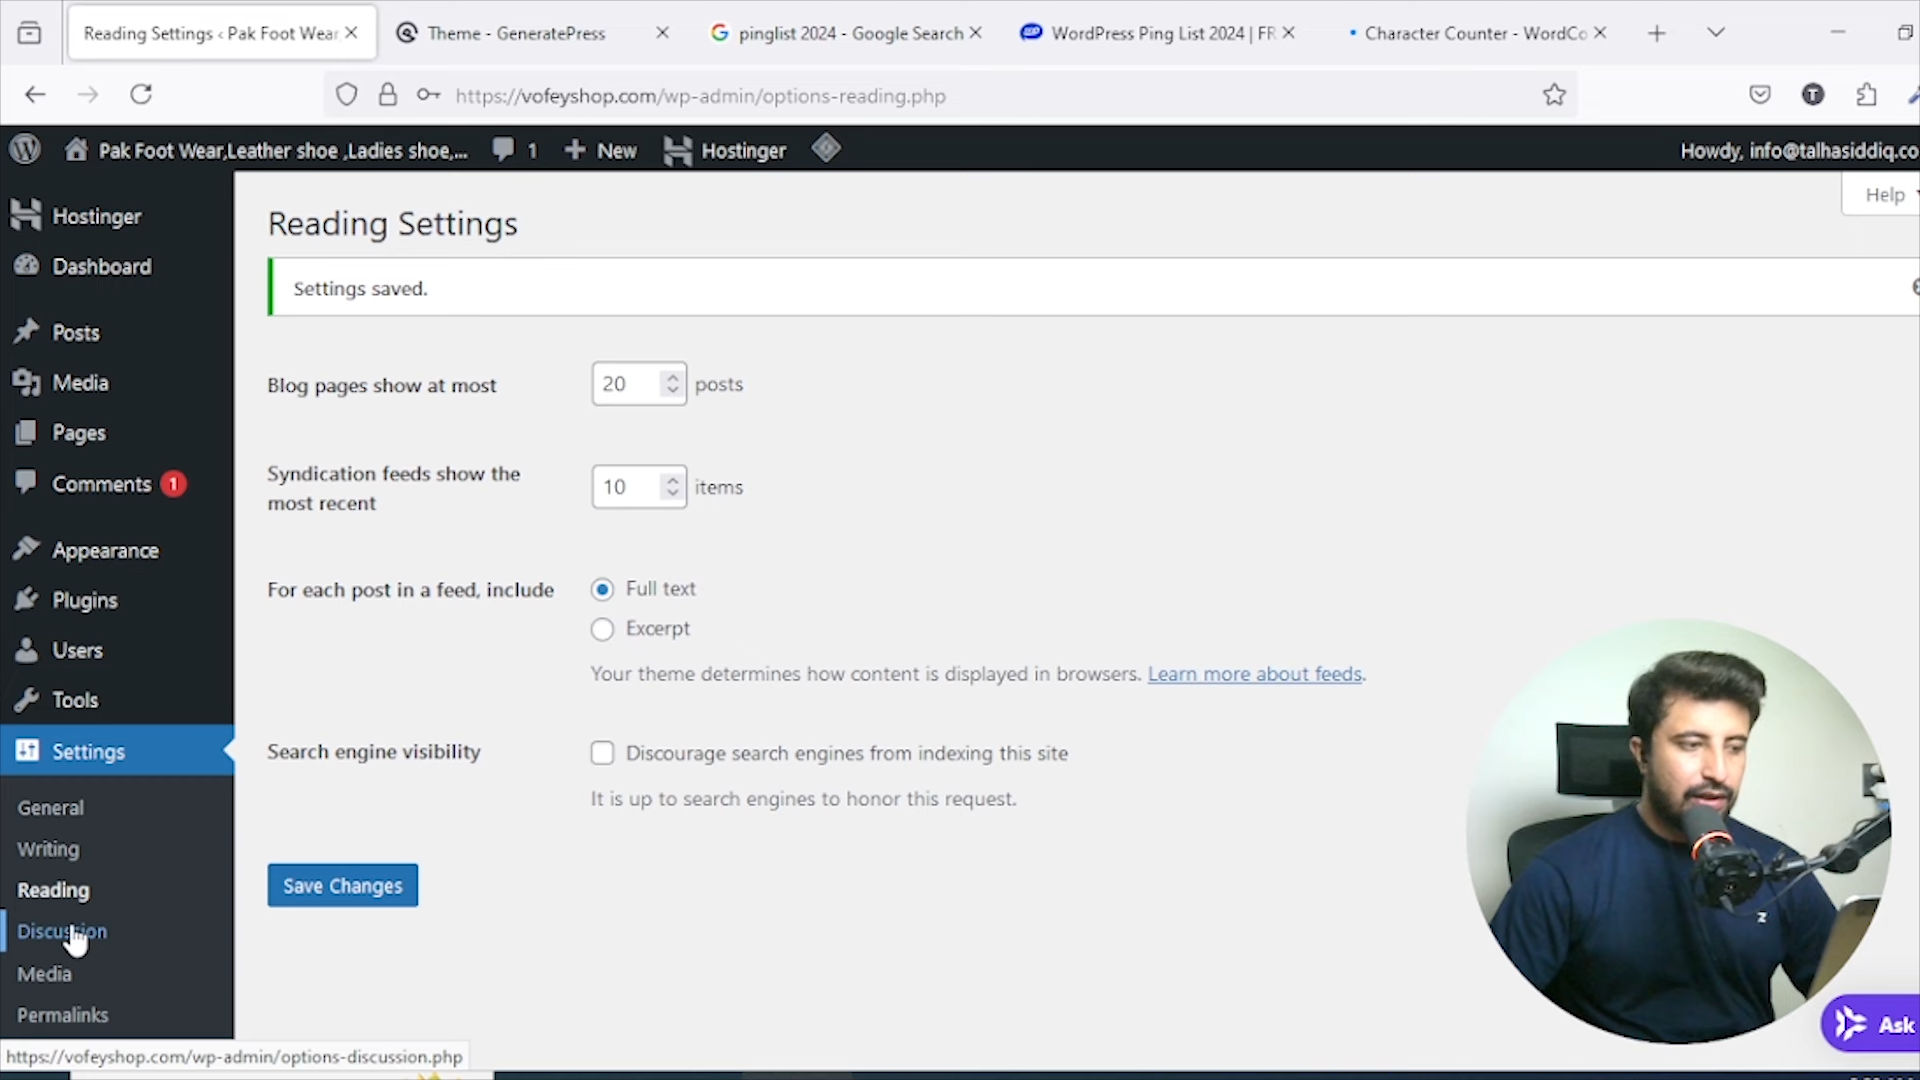 Reading Settings ‹ Pak Foot Wear
Theme - GeneratePress
pinglist 2024 - Google Search
WordPress Ping List 2024 | FR
Character Counter - WordCo
https://vofeyshop.com/wp-admin/options-reading.php
Pak Foot Wear,Leather shoe ,Ladies shoe,...
1
New
Hostinger
Howdy, info@talhasiddiq.co
Help
Hostinger
Dashboard
Posts
Media
Pages
Comments 1
Appearance
Plugins
Users
Tools
Settings
General
Writing
Reading
Discussion
Media
Permalinks
Reading Settings
Settings saved.
Blog pages show at most
20 posts
Syndication feeds show the
most recent
10 items
For each post in a feed, include
Full text
Excerpt
Your theme determines how content is displayed in browsers. Learn more about feeds.
Search engine visibility
Discourage search engines from indexing this site
It is up to search engines to honor this request.
Save Changes
Z
Ask
https://vofeyshop.com/wp-admin/options-discussion.php